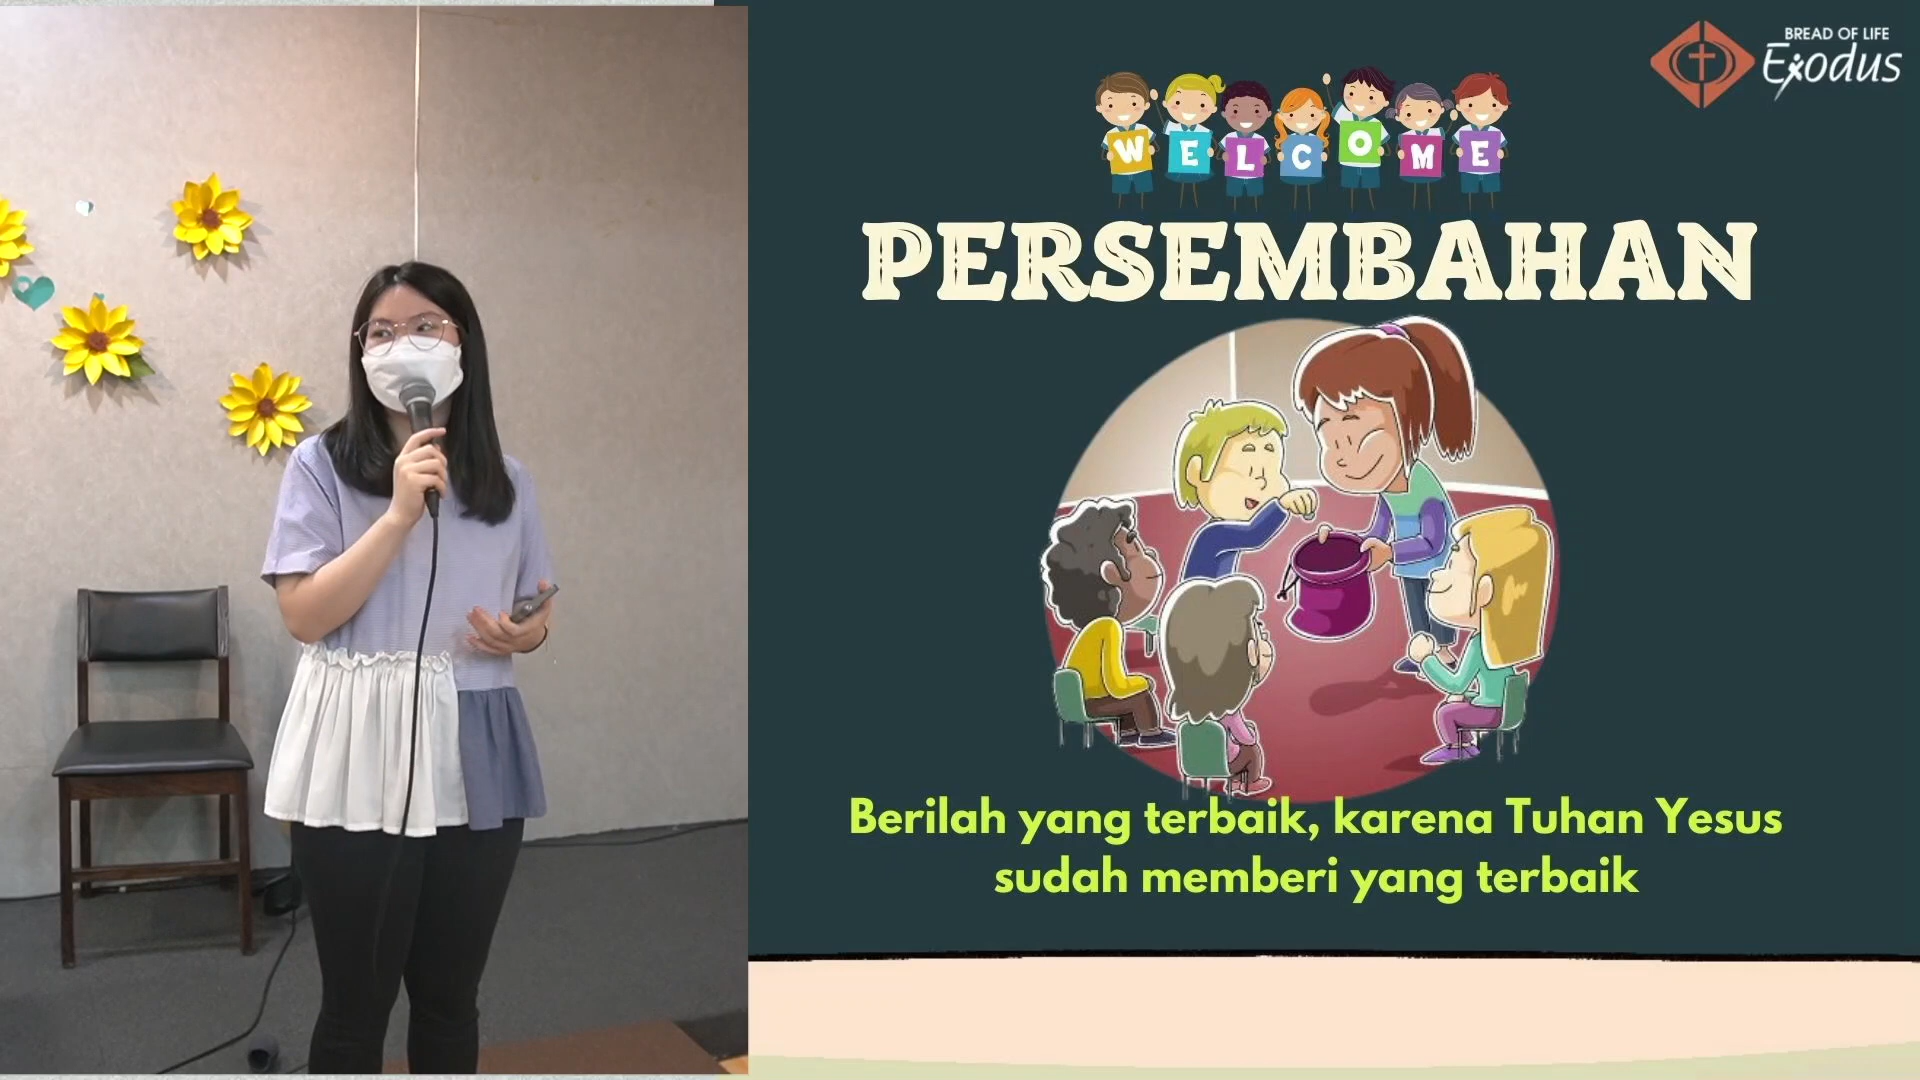 BREAD OF LIFE
Exodus
WELCOME
PERSEMBAHAN
Berilah yang terbaik, karena Tuhan Yesus
sudah memberi yang terbaik